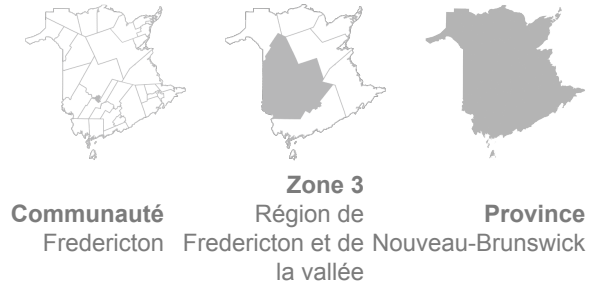 Communauté
Fredericton
Zone 3
Région de
Fredericton et de
la vallée
Province
Nouveau-Brunswick